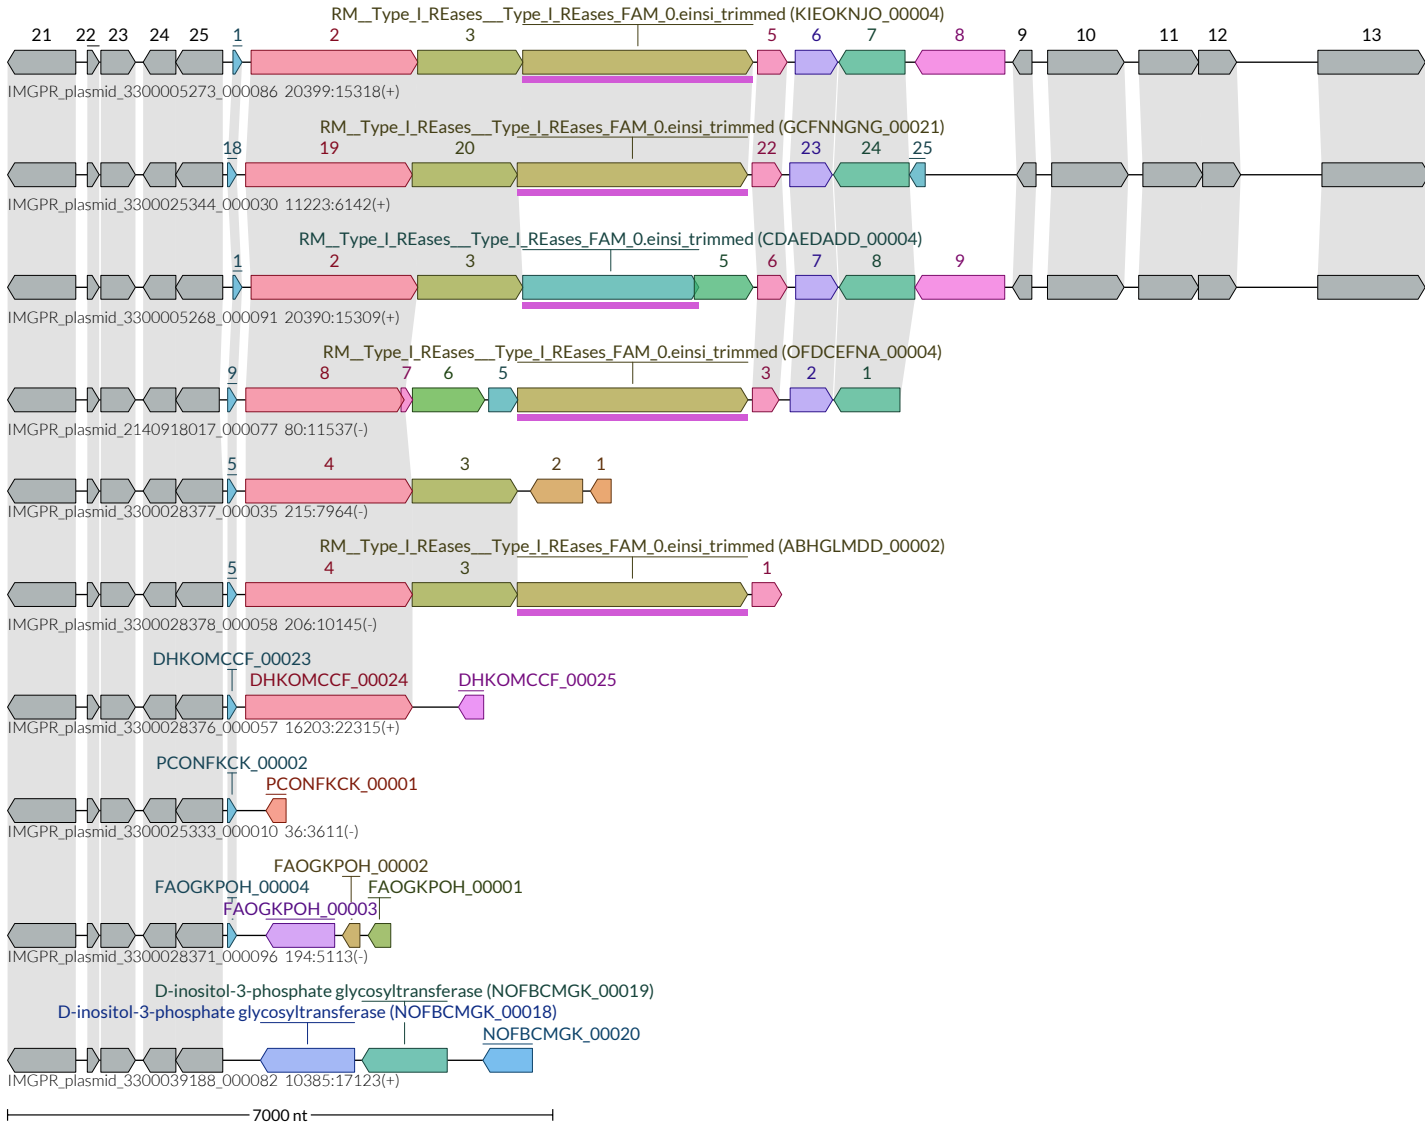 RM__Type_I_REases___Type_I_REases_FAM_0.einsi_trimmed (KIEOKNJO_00004)
21 22 23 24 25 1 2 3 5 6 7 8 9 10 11 12 13
IMGPR_plasmid_3300005273_000086 20399:15318(+)
RM__Type_I_REases___Type_I_REases_FAM_0.einsi_trimmed (GCFNNGNG_00021)
18 19 20 22 23 24 25
IMGPR_plasmid_3300025344_000030 11223:6142(+)
RM__Type_I_REases___Type_I_REases_FAM_0.einsi_trimmed (CDAEDADD_00004)
1 2 3 5 6 7 8 9
IMGPR_plasmid_3300005268_000091 20390:15309(+)
RM__Type_I_REases___Type_I_REases_FAM_0.einsi_trimmed (OFDCEFNA_00004)
9 8 7 6 5 3 2 1
IMGPR_plasmid_2140918017_000077 80:11537(-)
5 4 3 2 1
IMGPR_plasmid_3300028377_000035 215:7964(-)
RM__Type_I_REases___Type_I_REases_FAM_0.einsi_trimmed (ABHGLMDD_00002)
5 4 3 1
IMGPR_plasmid_3300028378_000058 206:10145(-)
DHKOMCCF_00023
DHKOMCCF_00024 DHKOMCCF_00025
IMGPR_plasmid_3300028376_000057 16203:22315(+)
PCONFKCK_00002
PCONFKCK_00001
IMGPR_plasmid_3300025333_000010 36:3611(-)
FAOGKPOH_00002
FAOGKPOH_00004 FAOGKPOH_00001
FAOGKPOH_00003
IMGPR_plasmid_3300028371_000096 194:5113(-)
D-inositol-3-phosphate glycosyltransferase (NOFBCMGK_00019)
D-inositol-3-phosphate glycosyltransferase (NOFBCMGK_00018)
NOFBCMGK_00020
IMGPR_plasmid_3300039188_000082 10385:17123(+)
7000 nt